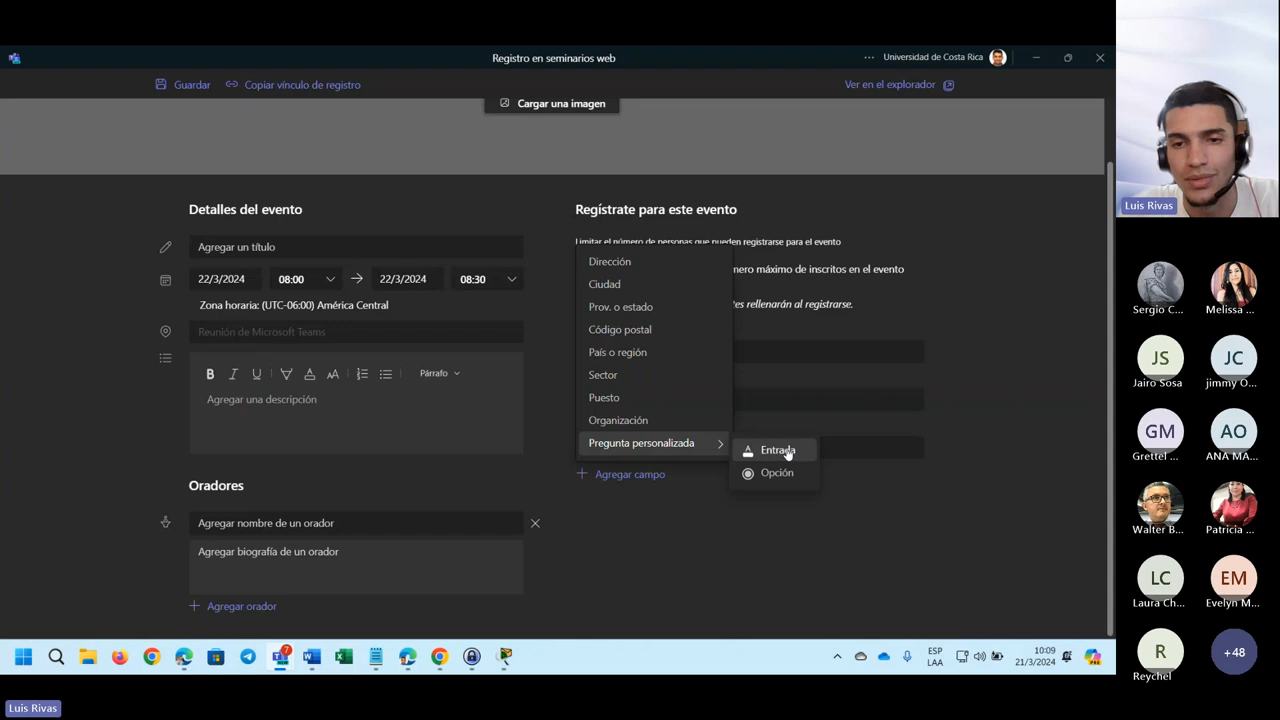 Registro en seminarios web
... Universidad de Costa Rica
Guardar
Copiar vínculo de registro
Ver en el explorador
Cargar una imagen
Detalles del evento
Agregar un título
22/3/2024
08:00
22/3/2024
08:30
Zona horaria: (UTC-06:00) América Central
Reunión de Microsoft Teams
B I U A AA Párrafo
Agregar una descripción
Oradores
Agregar nombre de un orador
Agregar biografía de un orador
Agregar orador
Regístrate para este evento
Limitar el número de personas que pueden registrarse para el evento
mero máximo de inscritos en el evento
tes rellenarán al registrarse.
Dirección
Ciudad
Prov. o estado
Código postal
País o región
Sector
Puesto
Organización
Pregunta personalizada
Entrada
Opción
Agregar campo
Luis Rivas
Sergio C...
Melissa ...
JS
JC
Jairo Sosa
jimmy O...
GM
AO
Grettel ...
ANA MA...
Walter B...
Patricia ...
LC
EM
Laura Ch...
Evelyn M...
R
+48
Reychel
7
ESP
LAA
10:09
21/3/2024
Luis Rivas